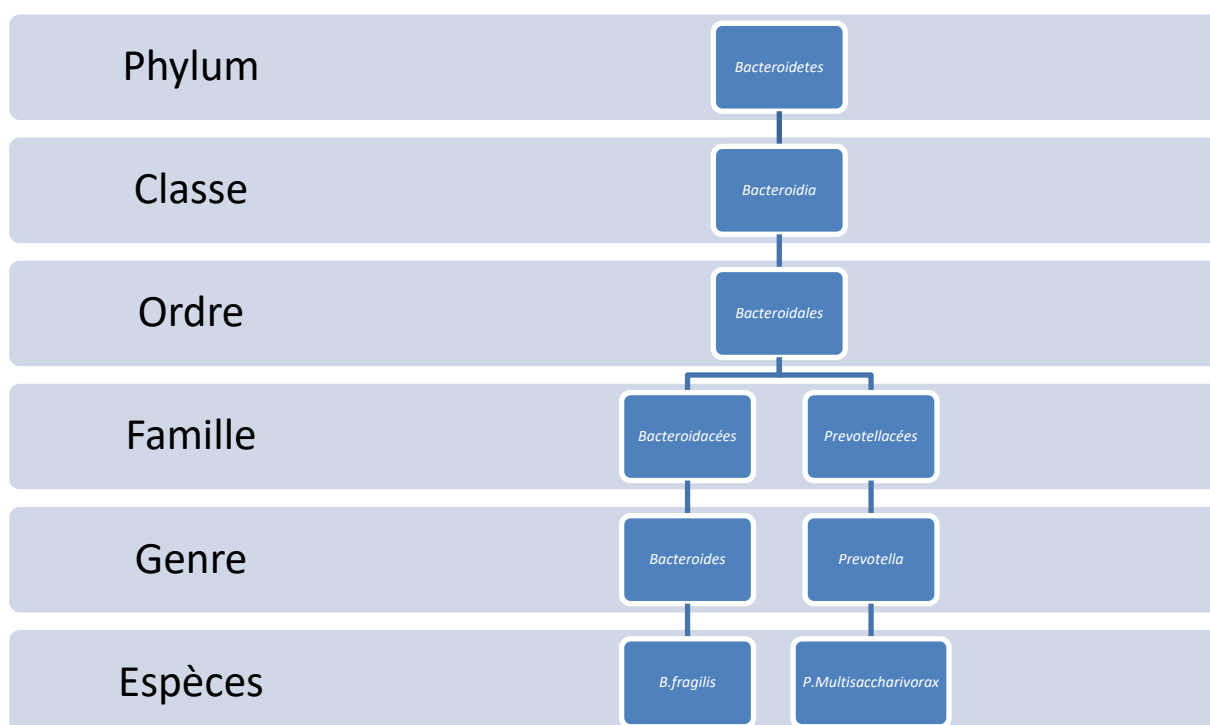 Phylum
Bacteroidetes
Classe
Bacteroidia
Ordre
Bacteroidales
Famille
Bacteroidacées
Prevotellacées
Genre
Bacteroides
Prevotella
Espèces
B.fragilis
P.Multisaccharivorax